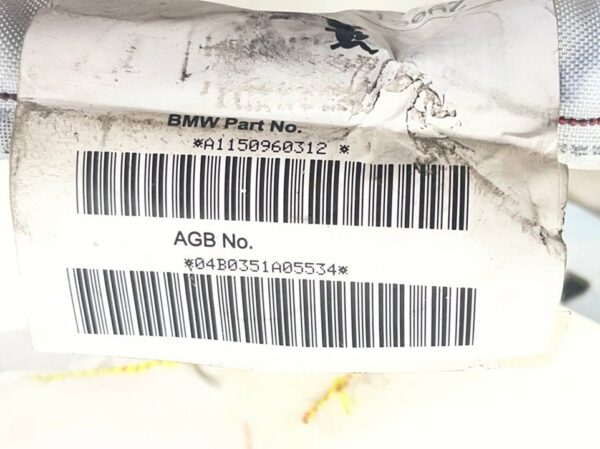 BMW Part No.
*A1150960312 *
AGB No.
*04B0351A05534*